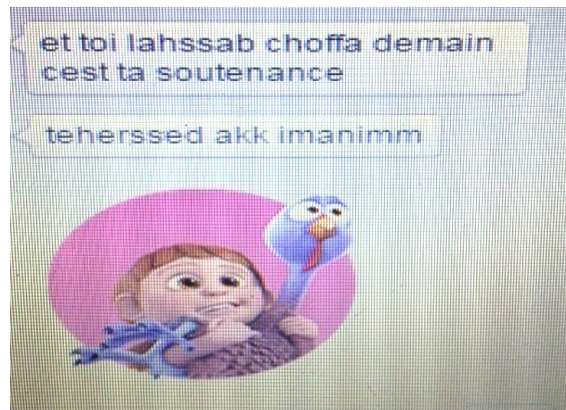 et toi lahssab choffa demain
cest ta soutenance
teherssed akk imanimm